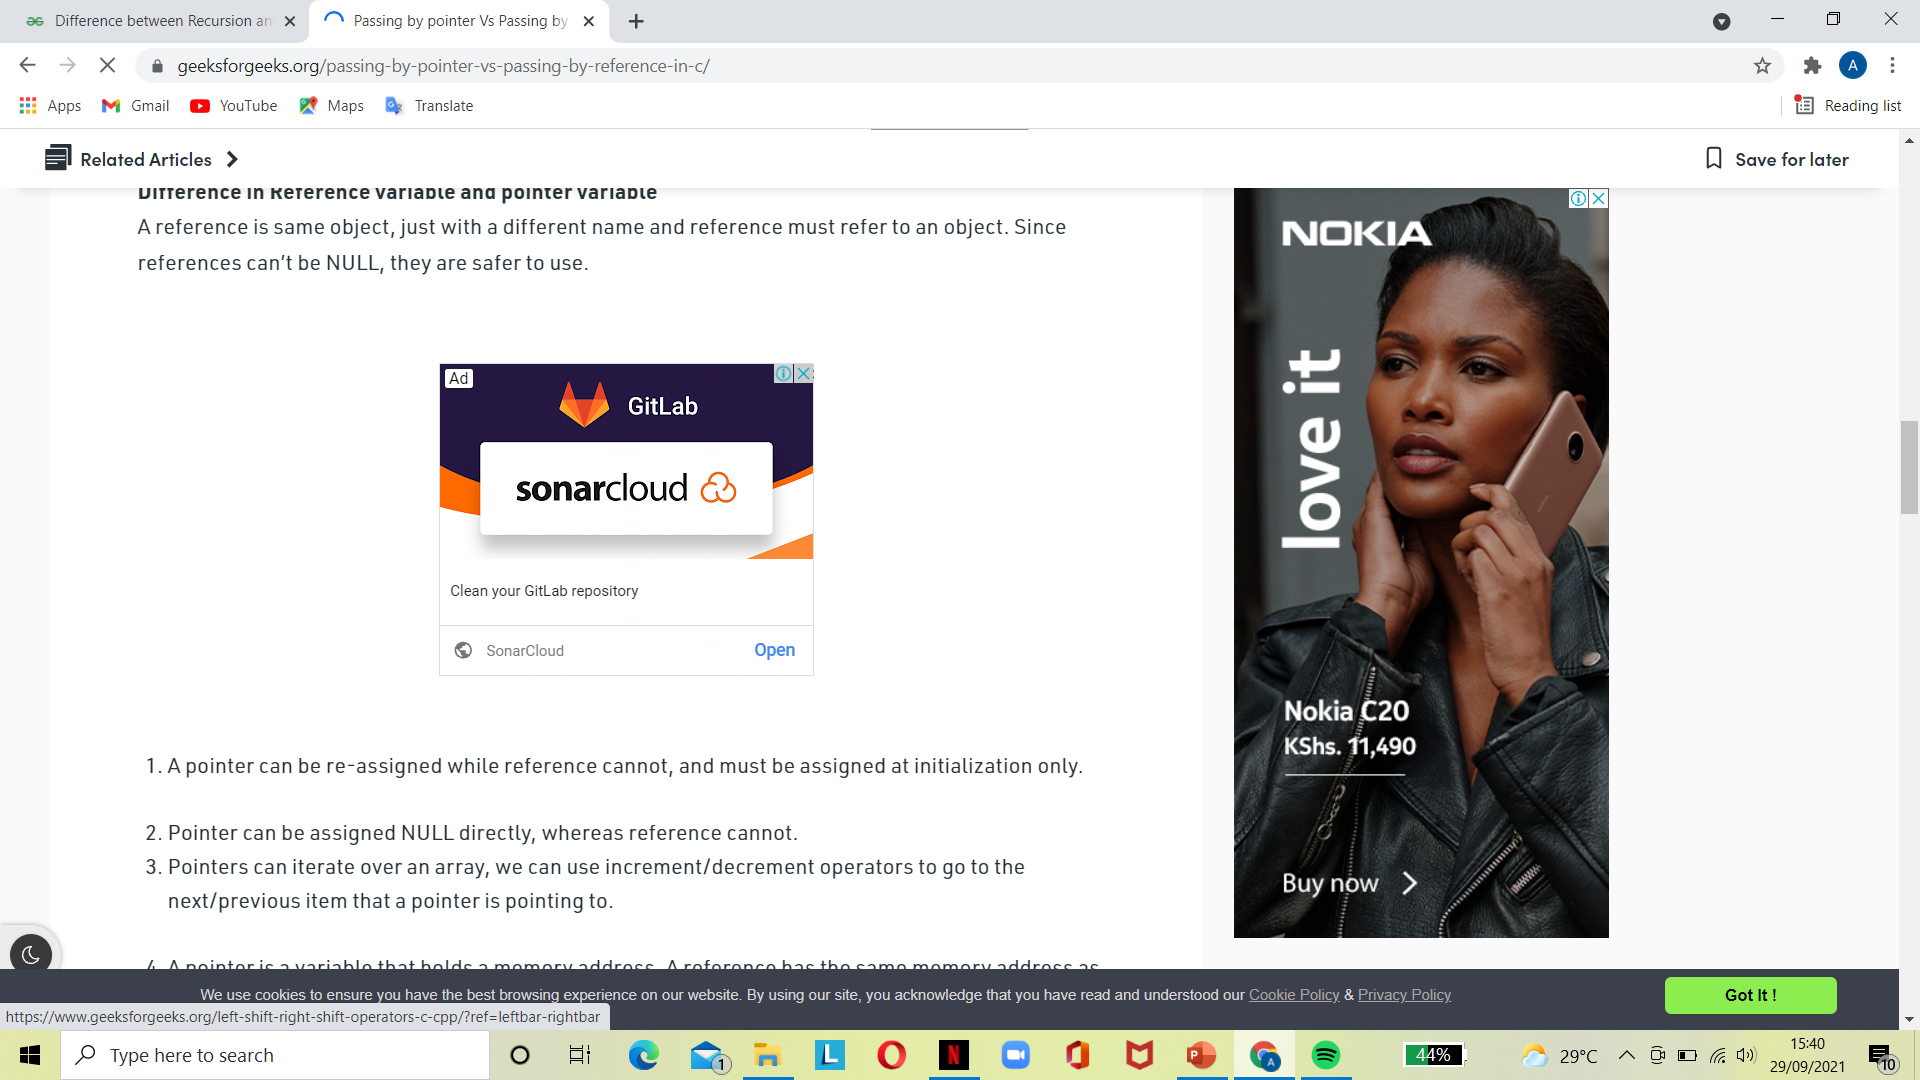 Difference between Recursion an
Passing by pointer Vs Passing by
geeksforgeeks.org/passing-by-pointer-vs-passing-by-reference-in-c/
A
Apps
Gmail
YouTube
Maps
Translate
Reading list
Related Articles
Save for later
Difference in Reference variable and pointer variable
A reference is same object, just with a different name and reference must refer to an object. Since
references can’t be NULL, they are safer to use.
Ad
GitLab
sonarcloud
Clean your GitLab repository
SonarCloud
Open
NOKIA
love it
Nokia C20
KShs. 11,490
Buy now
1. A pointer can be re-assigned while reference cannot, and must be assigned at initialization only.
2. Pointer can be assigned NULL directly, whereas reference cannot.
3. Pointers can iterate over an array, we can use increment/decrement operators to go to the
next/previous item that a pointer is pointing to.
4. A pointer is a variable that holds a memory address. A reference has the same memory address as
We use cookies to ensure you have the best browsing experience on our website. By using our site, you acknowledge that you have read and understood our Cookie Policy & Privacy Policy
Got It !
https://www.geeksforgeeks.org/left-shift-right-shift-operators-c-cpp/?ref=leftbar-rightbar
Type here to search
1
L
N
P
A
44%
29°C
15:40
29/09/2021
10